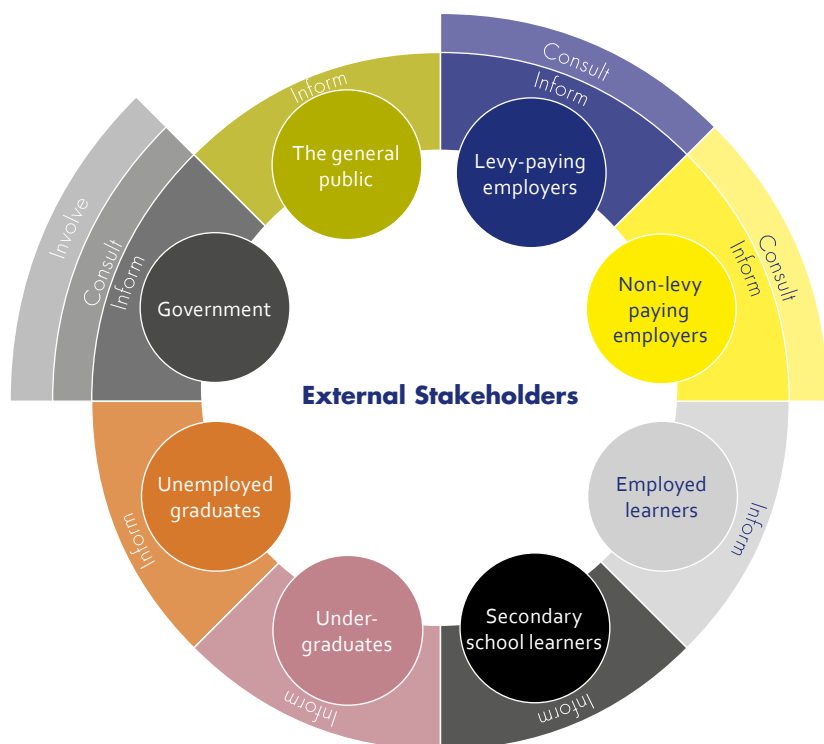 Consult
Inform
Levy-paying
employers
Consult
Inform
Non-levy
paying
employers
Inform
Employed
learners
Inform
Secondary
school learners
Inform
Under-
graduates
Inform
Unemployed
graduates
Involve
Consult
Inform
Government
Inform
The general
public
External Stakeholders